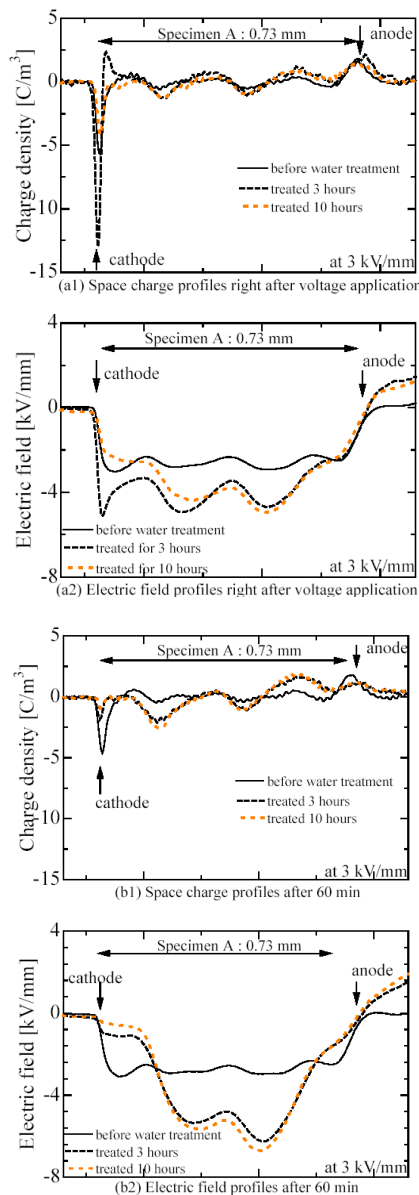 5
0
-5
-10
-15
Charge density [C/m³]
Specimen A : 0.73 mm
anode
before water treatment
treated 3 hours
treated 10 hours
cathode
at 3 kV/mm
(a1) Space charge profiles right after voltage application
4
0
-4
-8
Electric field [kV/mm]
Specimen A : 0.73 mm
cathode
anode
before water treatment
treated for 3 hours
treated for 10 hours
at 3 kV/mm
(a2) Electric field profiles right after voltage application
5
0
-5
-10
-15
Charge density [C/m³]
anode
Specimen A : 0.73 mm
before water treatment
treated 3 hours
treated 10 hours
cathode
at 3 kV/mm
(b1) Space charge profiles after 60 min
4
0
-4
-8
Electric field [kV/mm]
Specimen A : 0.73 mm
cathode
anode
before water treatment
treated 3 hours
treated 10 hours
at 3 kV/mm
(b2) Electric field profiles after 60 min